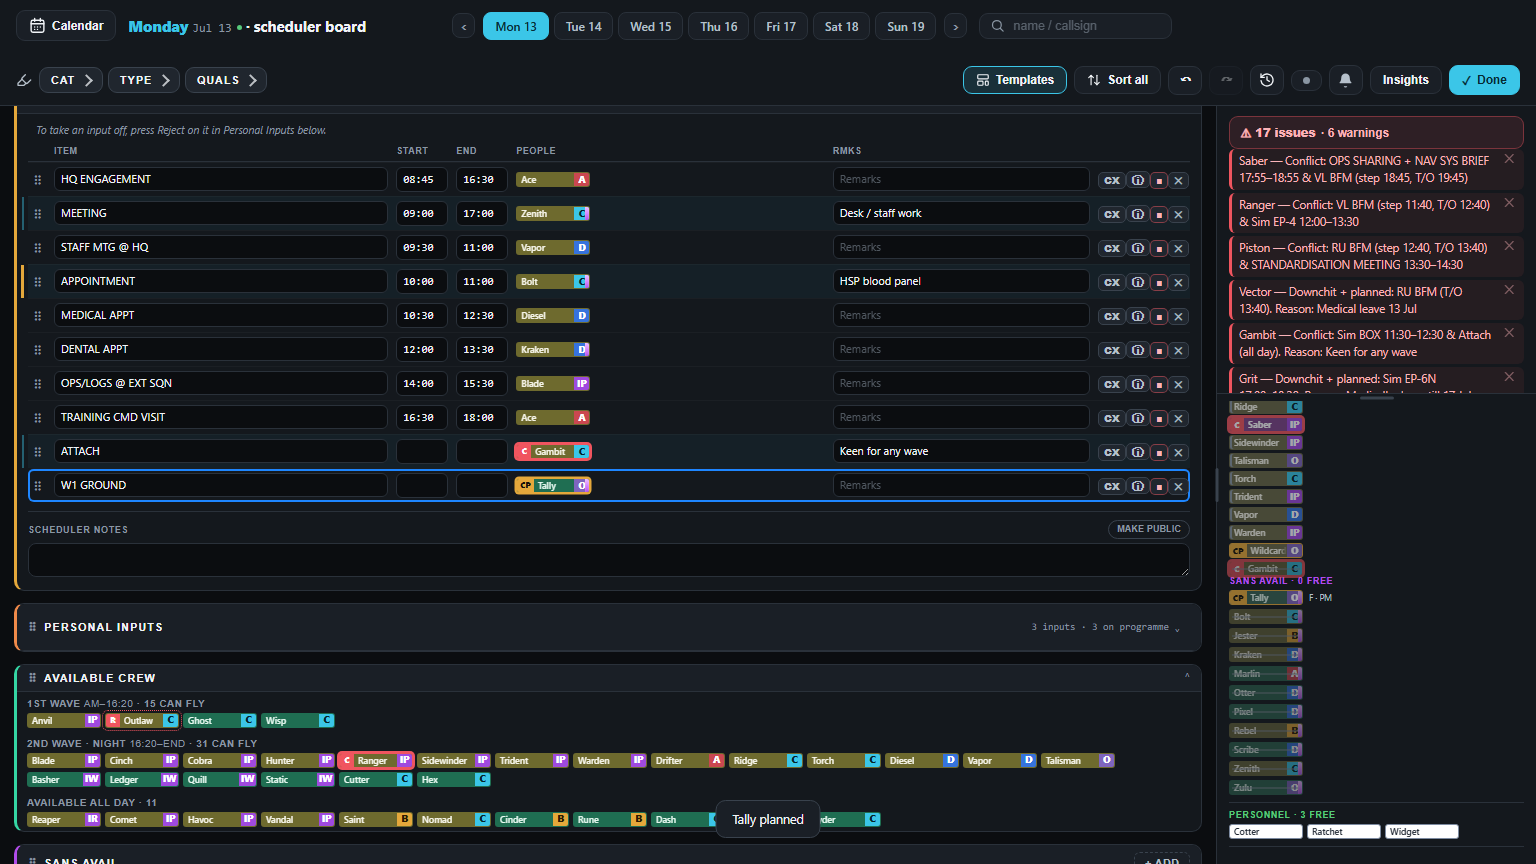 Calendar
Monday Jul 13 · scheduler board
Mon 13
Tue 14
Wed 15
Thu 16
Fri 17
Sat 18
Sun 19
name / callsign
CAT
TYPE
QUALS
Templates
Sort all
Insights
✓ Done
To take an input off, press Reject on it in Personal Inputs below.
ITEM START END PEOPLE RMKS
HQ ENGAGEMENT 08:45 16:30 Ace A Remarks CX
MEETING 09:00 17:00 Zenith C Desk / staff work CX
STAFF MTG @ HQ 09:30 11:00 Vapor D Remarks CX
APPOINTMENT 10:00 11:00 Bolt C HSP blood panel CX
MEDICAL APPT 10:30 12:30 Diesel D Remarks CX
DENTAL APPT 12:00 13:30 Kraken D Remarks CX
OPS/LOGS @ EXT SQN 14:00 15:30 Blade IP Remarks CX
TRAINING CMD VISIT 16:30 18:00 Ace A Remarks CX
ATTACH C Gambit C Keen for any wave CX
W1 GROUND CP Tally O Remarks CX
SCHEDULER NOTES
MAKE PUBLIC
PERSONAL INPUTS
3 inputs · 3 on programme
AVAILABLE CREW
1ST WAVE AM–16:20 · 15 CAN FLY
Anvil IP R Outlaw C Ghost C Wisp C
2ND WAVE · NIGHT 16:20–END · 31 CAN FLY
Blade IP Cinch IP Cobra IP Hunter IP C Ranger IP Sidewinder IP Trident IP Warden IP Drifter A Ridge C Torch C Diesel D Vapor D Talisman O
Basher IW Ledger IW Quill IW Static IW Cutter C Hex C
AVAILABLE ALL DAY · 11
Reaper IR Comet IP Havoc IP Vandal IP Saint B Nomad C Cinder B Rune B Dash C
Tally planned
SANS AVAIL
+ ADD
17 issues · 6 warnings
Saber — Conflict: OPS SHARING + NAV SYS BRIEF
17:55–18:55 & VL BFM (step 18:45, T/O 19:45)
Ranger — Conflict: VL BFM (step 11:40, T/O 12:40)
& Sim EP-4 12:00–13:30
Piston — Conflict: RU BFM (step 12:40, T/O 13:40)
& STANDARDISATION MEETING 13:30–14:30
Vector — Downchit + planned: RU BFM (T/O
13:40). Reason: Medical leave 13 Jul
Gambit — Conflict: Sim BOX 11:30–12:30 & Attach
(all day). Reason: Keen for any wave
Grit — Downchit + planned: Sim EP-6N
Ridge C
C Saber IP
Sidewinder IP
Talisman O
Torch C
Trident IP
Vapor D
Warden IP
CP Wildcard O
C Gambit C
SANS AVAIL · 0 FREE
CP Tally O F · PM
Bolt C
Jester B
Kraken D
Marlin A
Otter D
Pixel D
Rebel B
Scribe D
Zenith C
Zulu O
PERSONNEL · 3 FREE
Cotter
Ratchet
Widget